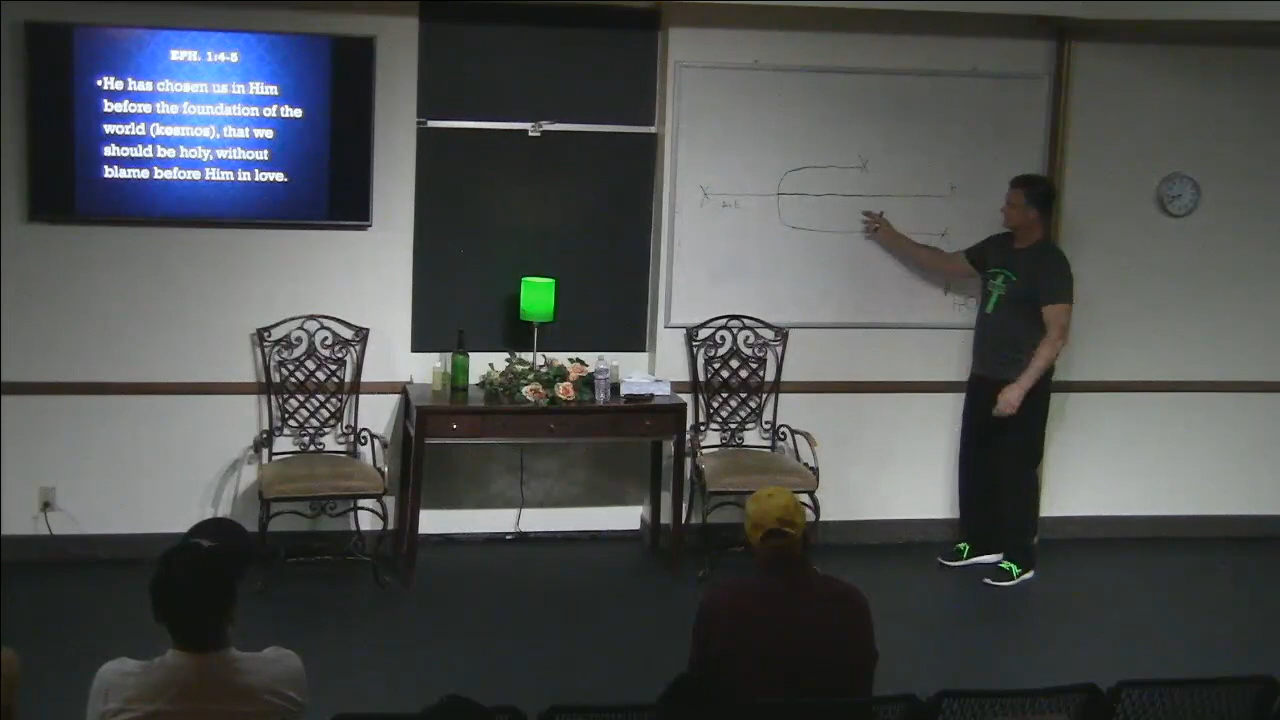 EPH. 1:4-5
•He has chosen us in Him
before the foundation of the
world (kosmos), that we
should be holy, without
blame before Him in love.